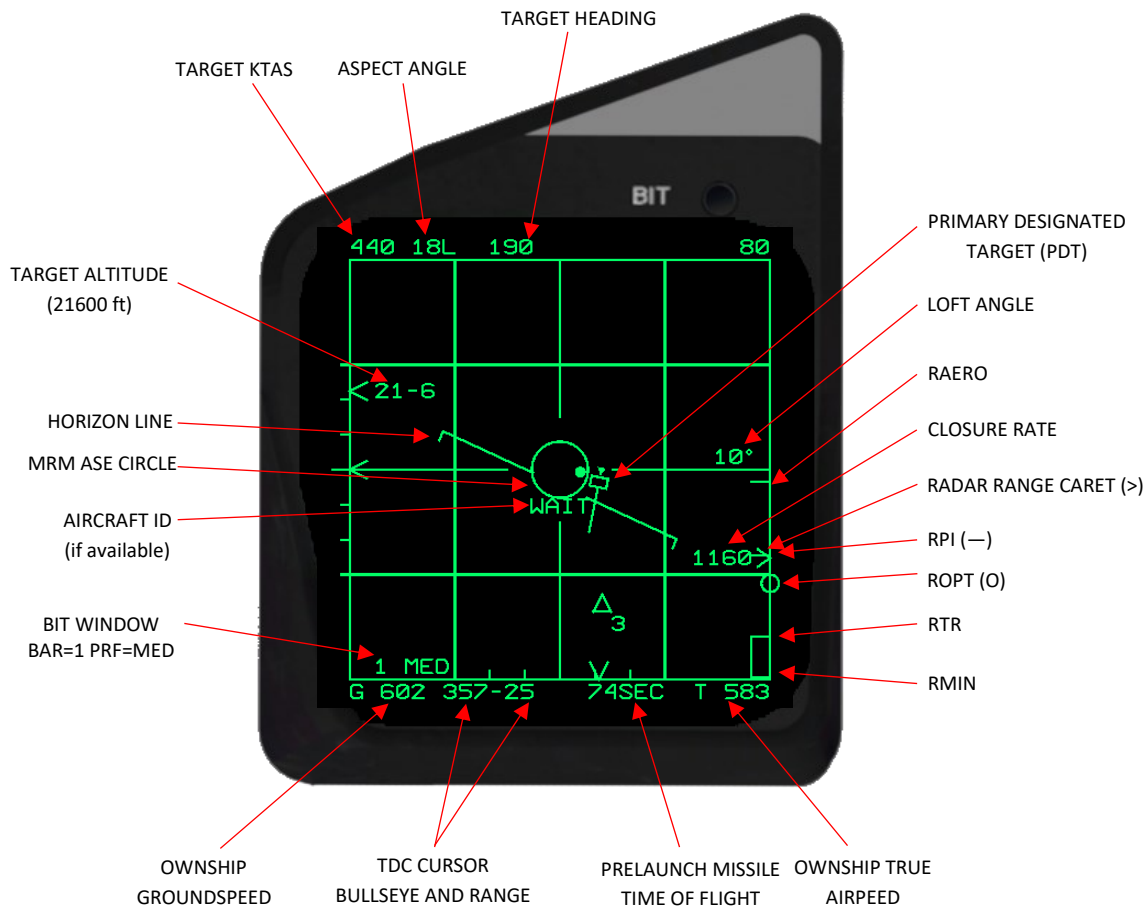 TARGET HEADING
TARGET KTAS
ASPECT ANGLE
BIT
PRIMARY DESIGNATED
TARGET (PDT)
440 18L 190 80
TARGET ALTITUDE
(21600 ft)
LOFT ANGLE
21-6
RAERO
HORIZON LINE
CLOSURE RATE
10°
MRM ASE CIRCLE
RADAR RANGE CARET (>)
WAIT
AIRCRAFT ID
(if available)
RPI (—)
1160
ROPT (O)
3
BIT WINDOW
BAR=1 PRF=MED
RTR
1 MED
RMIN
G 602 357-25 74SEC T 583
OWNSHIP
GROUNDSPEED
TDC CURSOR
BULLSEYE AND RANGE
PRELAUNCH MISSILE
TIME OF FLIGHT
OWNSHIP TRUE
AIRPEED